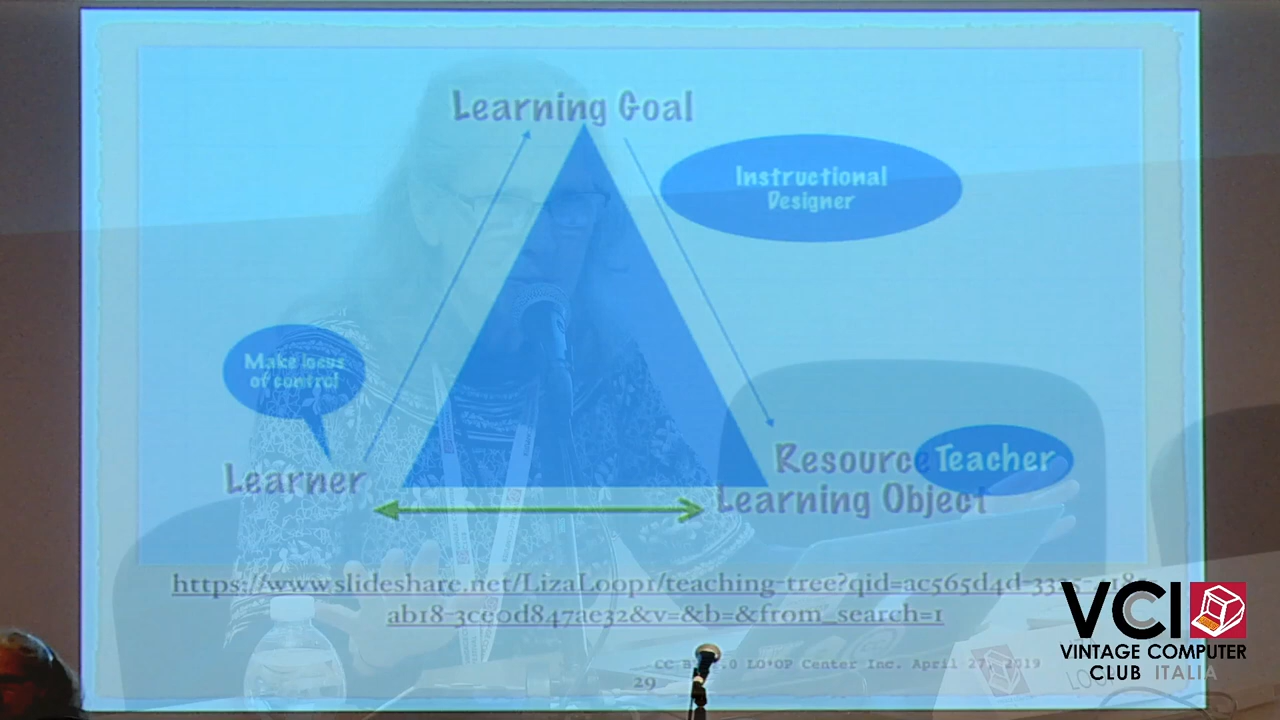 Learning Goal
Instructional
Designer
Make locus
of control
Learner
Resource
Teacher
Learning Object
https://www.slideshare.net/LizaLoop1/teaching-tree?qid=ac565d4d-
ab18-3ce0d847ae32&v=&b=&from_search=1
LO*OP Center Inc. April 27, 2019
29
VCI
VINTAGE COMPUTER
CLUB ITALIA